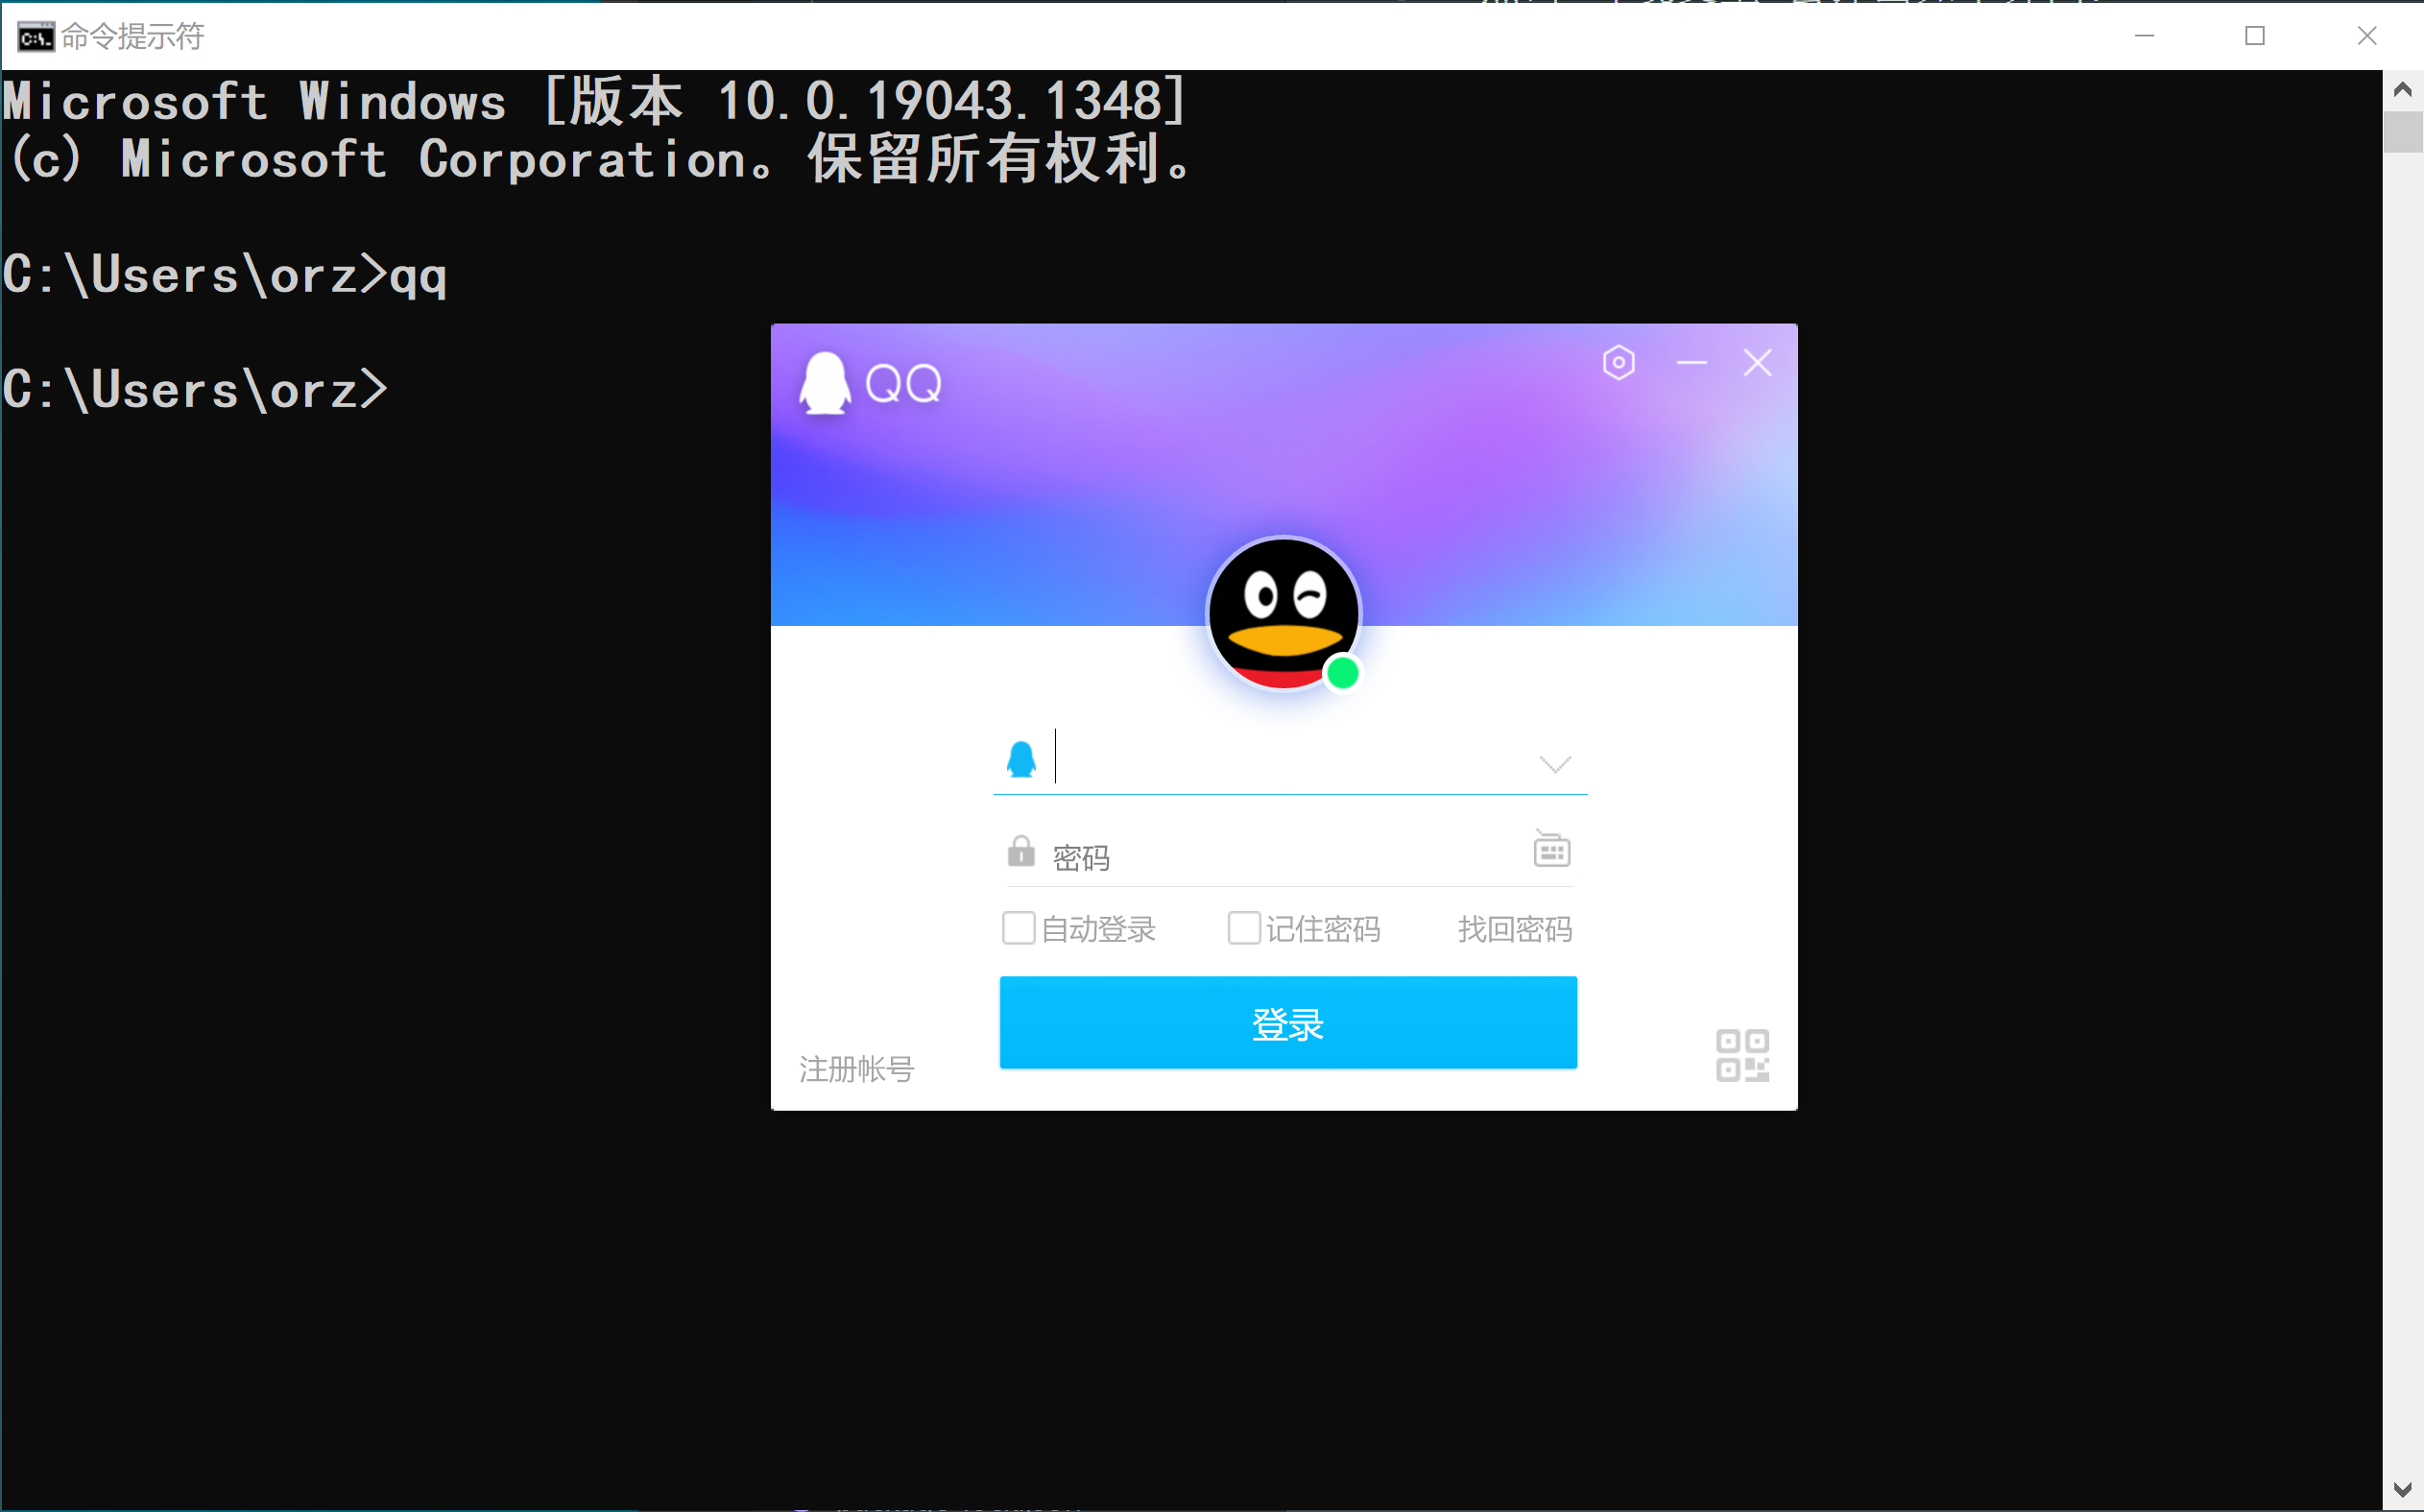 命令提示符
Microsoft Windows [版本 10.0.19043.1348]
(c) Microsoft Corporation。保留所有权利。
C:\Users\orz>qq
C:\Users\orz>
QQ
密码
自动登录 记住密码 找回密码
登录
注册帐号